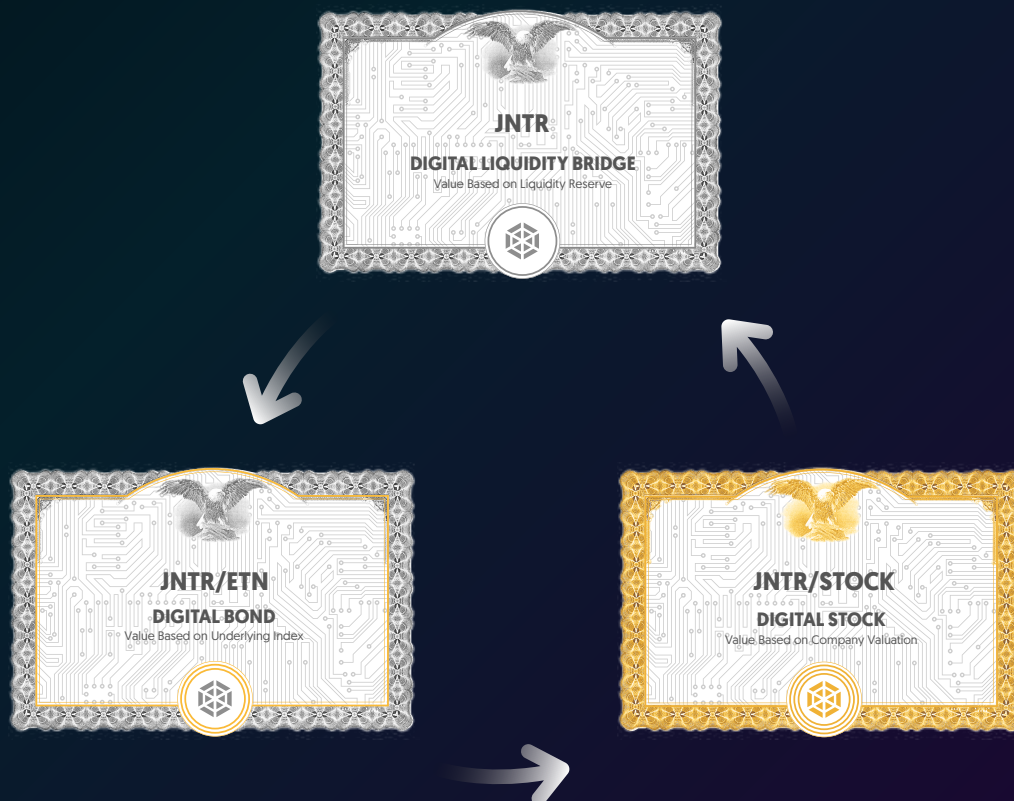 JNTR
DIGITAL LIQUIDITY BRIDGE
Value Based on Liquidity Reserve
JNTR/ETN
DIGITAL BOND
Value Based on Underlying Index
JNTR/STOCK
DIGITAL STOCK
Value Based on Company Valuation